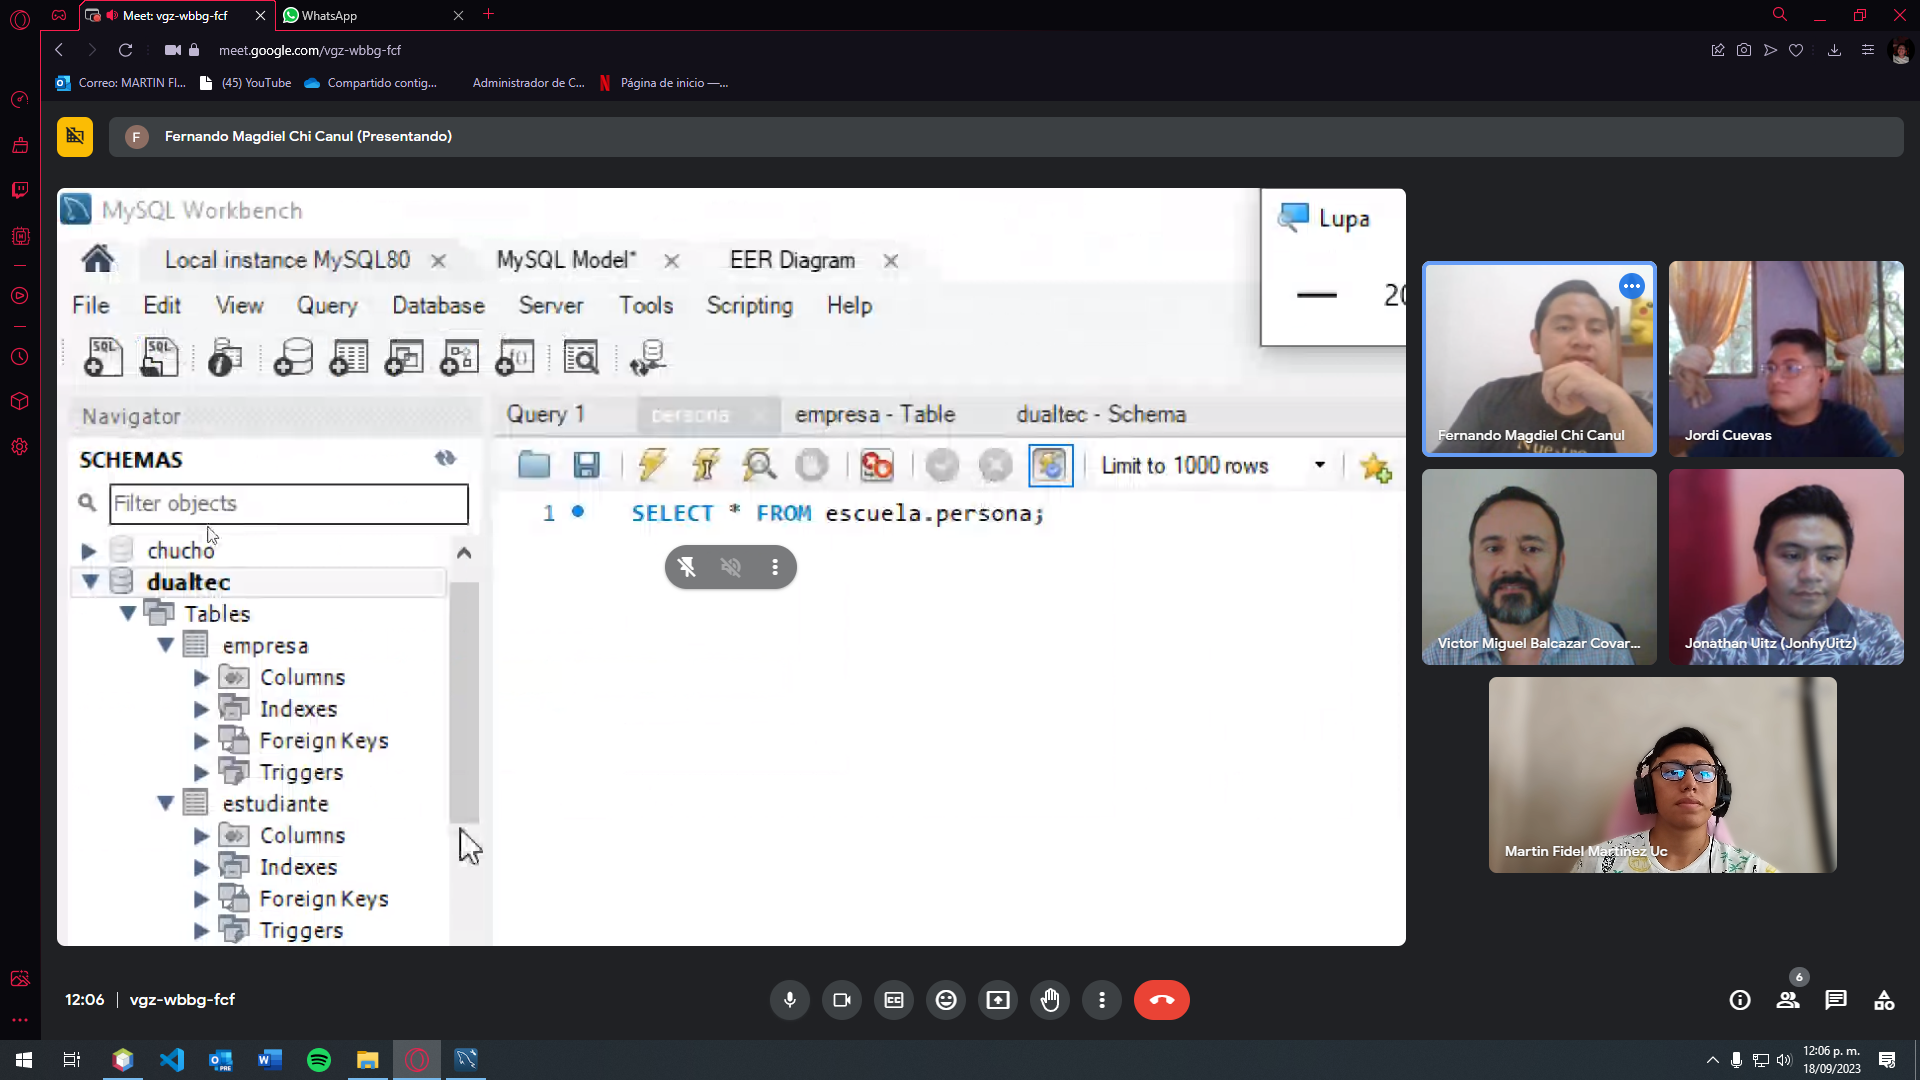 Meet: vgz-wbbg-fcf
WhatsApp
meet.google.com/vgz-wbbg-fcf
Correo: MARTIN FI...
(45) YouTube
Compartido contig...
Administrador de C...
Página de inicio —...
F
Fernando Magdiel Chi Canul (Presentando)
MySQL Workbench
Lupa
Local instance MySQL80
MySQL Model*
EER Diagram
File Edit View Query Database Server Tools Scripting Help
Navigator
Query 1
persona
empresa - Table
dualtec - Schema
SCHEMAS
Limit to 1000 rows
Filter objects
1 SELECT * FROM escuela.persona;
chucho
dualtec
Tables
empresa
Columns
Indexes
Foreign Keys
Triggers
estudiante
Columns
Indexes
Foreign Keys
Triggers
Fernando Magdiel Chi Canul
Jordi Cuevas
Victor Miguel Balcazar Covar...
Jonathan Uitz (JonhyUitz)
Martin Fidel Martinez Uc
12:06
vgz-wbbg-fcf
6
12:06 p. m.
18/09/2023